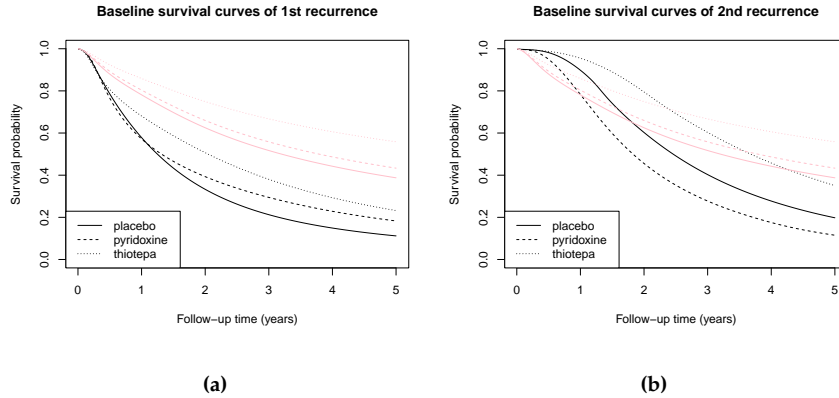 Baseline survival curves of 1st recurrence
Survival probability
1.0
0.8
0.6
0.4
0.2
0.0
placebo
pyridoxine
thiotepa
0 1 2 3 4 5
Follow−up time (years)
(a)
Baseline survival curves of 2nd recurrence
Survival probability
1.0
0.8
0.6
0.4
0.2
0.0
placebo
pyridoxine
thiotepa
0 1 2 3 4 5
Follow−up time (years)
(b)